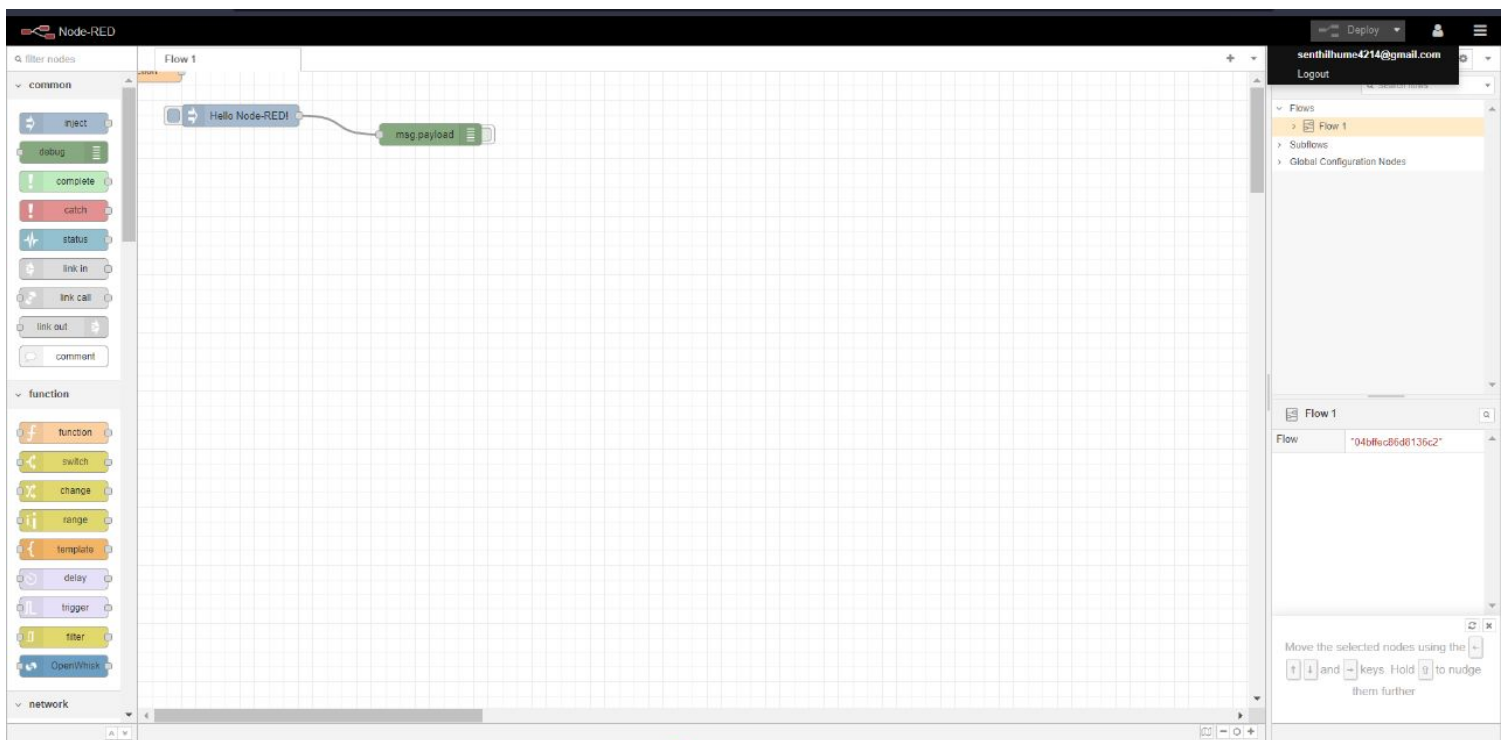 Node-RED
Deploy
filter nodes
Flow 1
senthilhume4214@gmail.com
Logout
common
inject
debug
complete
catch
status
link in
link call
link out
comment
function
function
switch
change
range
template
delay
trigger
filter
OpenWhisk
network
Hello Node-RED!
msg.payload
Flows
Flow 1
Subflows
Global Configuration Nodes
Flow 1
Flow "04bffec86d8136c2"
Move the selected nodes using the ←
↑ ↓ and → keys. Hold ⇧ to nudge
them further